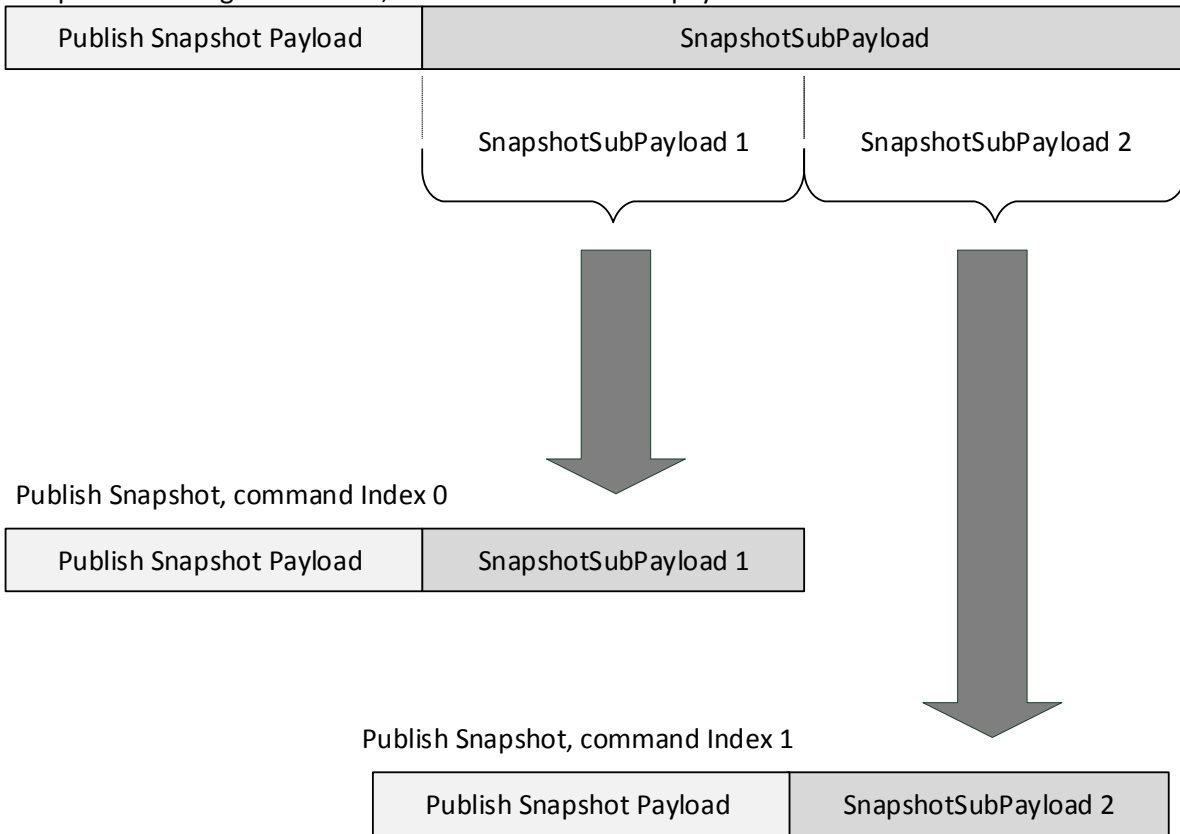 Publish Snapshot Payload SnapshotSubPayload
SnapshotSubPayload 1 SnapshotSubPayload 2
Publish Snapshot, command Index 0
Publish Snapshot Payload SnapshotSubPayload 1
Publish Snapshot, command Index 1
Publish Snapshot Payload SnapshotSubPayload 2